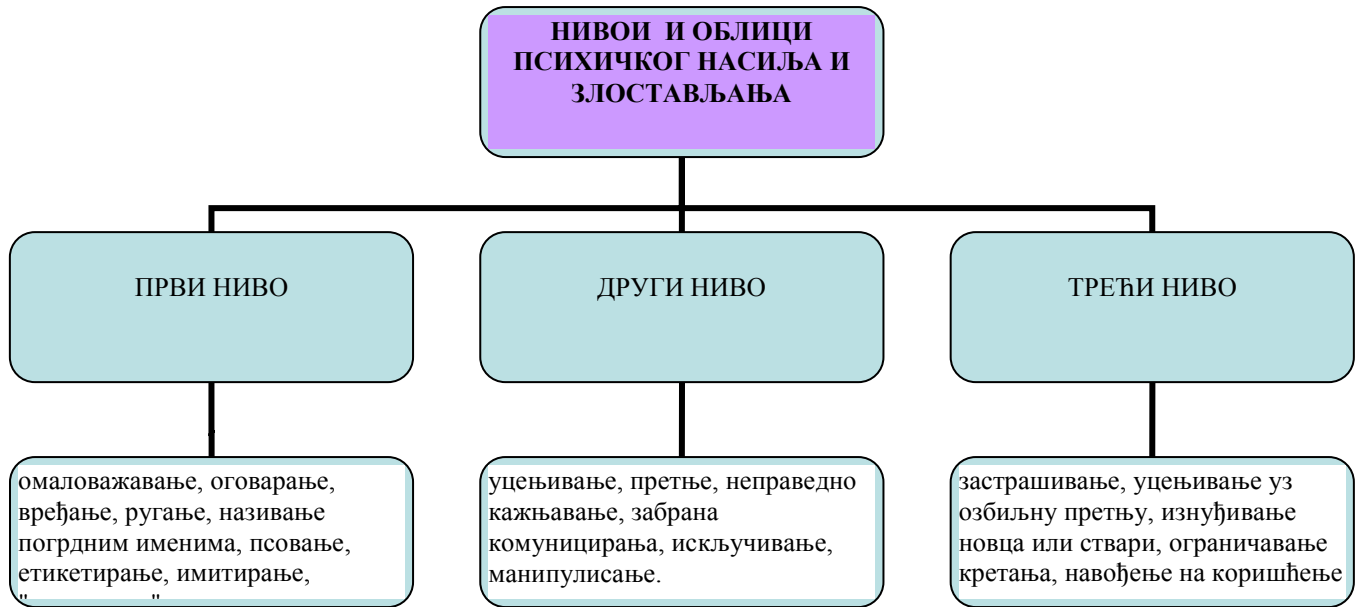 НИВОИ И ОБЛИЦИ
ПСИХИЧКОГ НАСИЉА И
ЗЛОСТАВЉАЊА
ПРВИ НИВО
ДРУГИ НИВО
ТРЕЋИ НИВО
омаловажавање, оговарање,
вређање, ругање, називање
погрдним именима, псовање,
етикетирање, имитирање,
уцењивање, претње, неправедно
кажњавање, забрана
комуницирања, искључивање,
манипулисање.
застрашивање, уцењивање уз
озбиљну претњу, изнуђивање
новца или ствари, ограничавање
кретања, навођење на коришћење